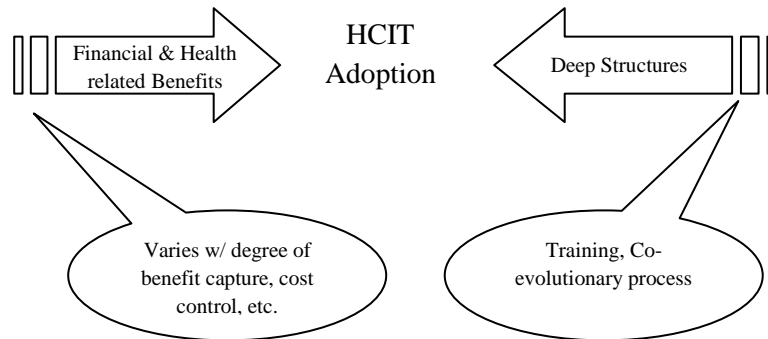 Financial & Health
related Benefits
HCIT
Adoption
Deep Structures
Varies w/ degree of
benefit capture, cost
control, etc.
Training, Co-
evolutionary process